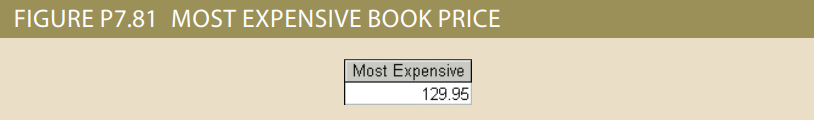 FIGURE P7.81 MOST EXPENSIVE BOOK PRICE
Most Expensive
129.95